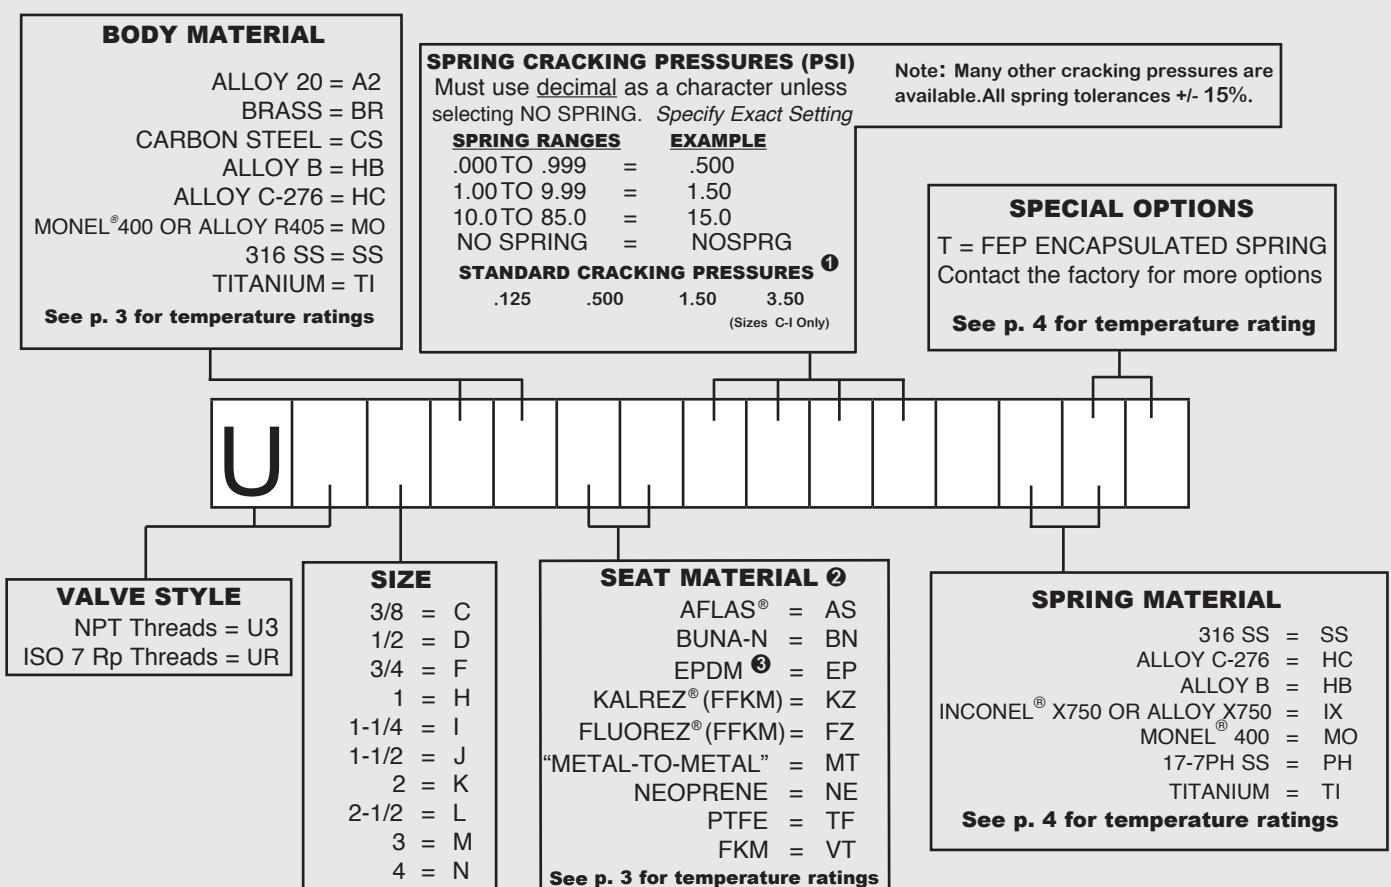 BODY MATERIAL
ALLOY 20 = A2
BRASS = BR
CARBON STEEL = CS
ALLOY B = HB
ALLOY C-276 = HC
MONEL®400 OR ALLOY R405 = MO
316 SS = SS
TITANIUM = TI
See p. 3 for temperature ratings
SPRING CRACKING PRESSURES (PSI)
Must use decimal as a character unless
selecting NO SPRING. Specify Exact Setting
SPRING RANGES EXAMPLE
.000 TO .999 = .500
1.00 TO 9.99 = 1.50
10.0 TO 85.0 = 15.0
NO SPRING = NOSPRG
STANDARD CRACKING PRESSURES ❶
.125 .500 1.50 3.50
(Sizes C-I Only)
Note: Many other cracking pressures are
available.All spring tolerances +/- 15%.
SPECIAL OPTIONS
T = FEP ENCAPSULATED SPRING
Contact the factory for more options
See p. 4 for temperature rating
U
VALVE STYLE
NPT Threads = U3
ISO 7 Rp Threads = UR
SIZE
3/8 = C
1/2 = D
3/4 = F
1 = H
1-1/4 = I
1-1/2 = J
2 = K
2-1/2 = L
3 = M
4 = N
SEAT MATERIAL ❷
AFLAS® = AS
BUNA-N = BN
EPDM ❸ = EP
KALREZ® (FFKM) = KZ
FLUOREZ® (FFKM) = FZ
“METAL-TO-METAL” = MT
NEOPRENE = NE
PTFE = TF
FKM = VT
See p. 3 for temperature ratings
SPRING MATERIAL
316 SS = SS
ALLOY C-276 = HC
ALLOY B = HB
INCONEL® X750 OR ALLOY X750 = IX
MONEL® 400 = MO
17-7PH SS = PH
TITANIUM = TI
See p. 4 for temperature ratings